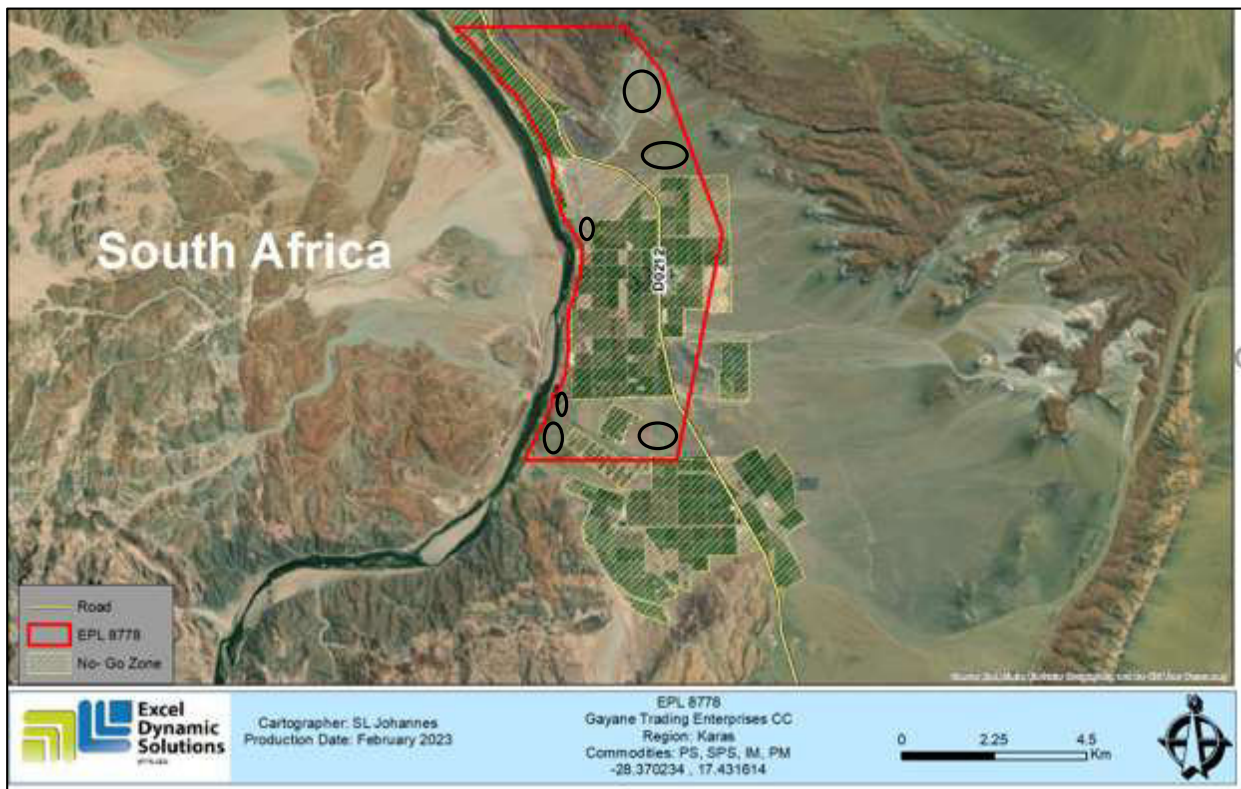 South Africa
D0212
Road
EPL 8778
No- Go Zone
Excel
Dynamic
Solutions
Cartographer: SL Johannes
Production Date: February 2023
EPL 8778
Gayane Trading Enterprises CC
Region: Karas
Commodities: PS, SPS, IM, PM
-28.370234 , 17.431614
0 2.25 4.5
Km